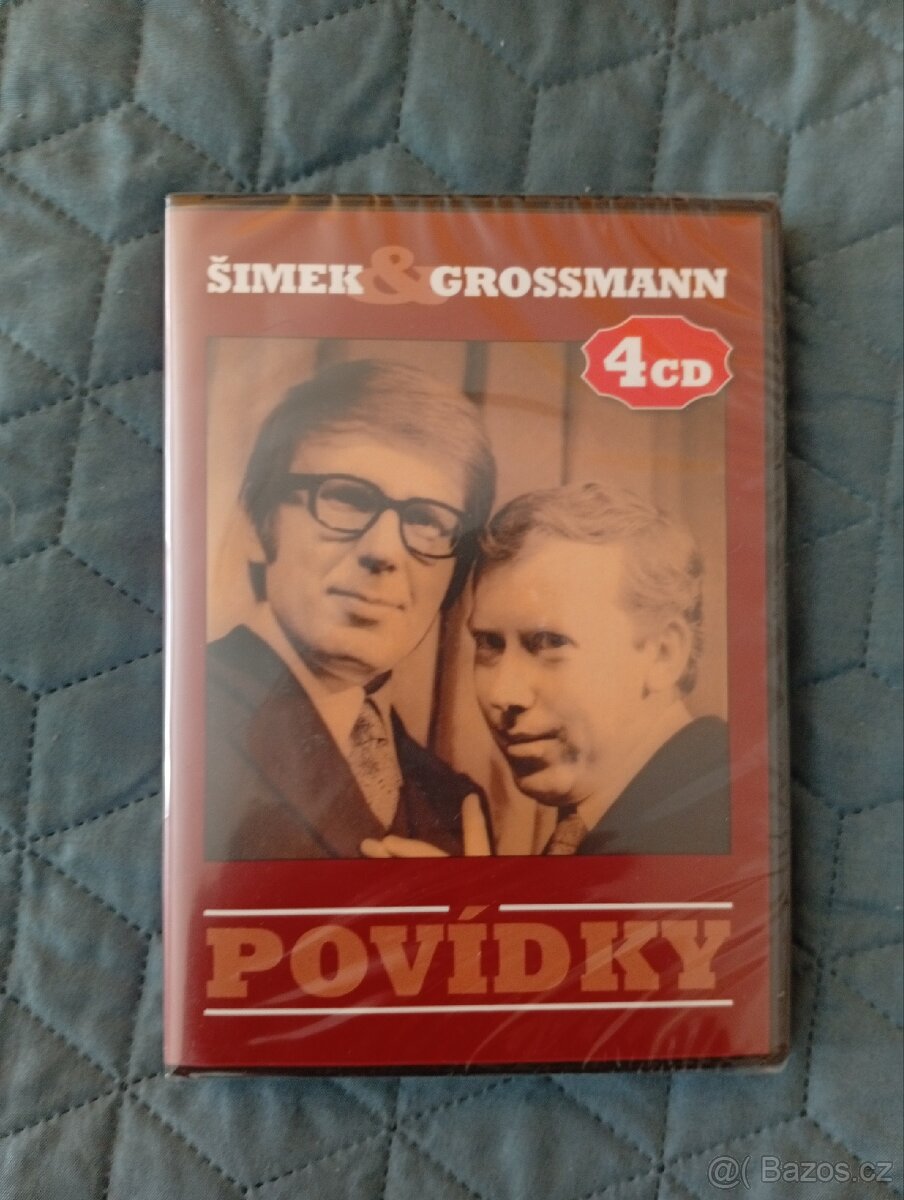 ŠIMEK & GROSSMANN
4CD
POVÍDKY
@( Bazos.cz